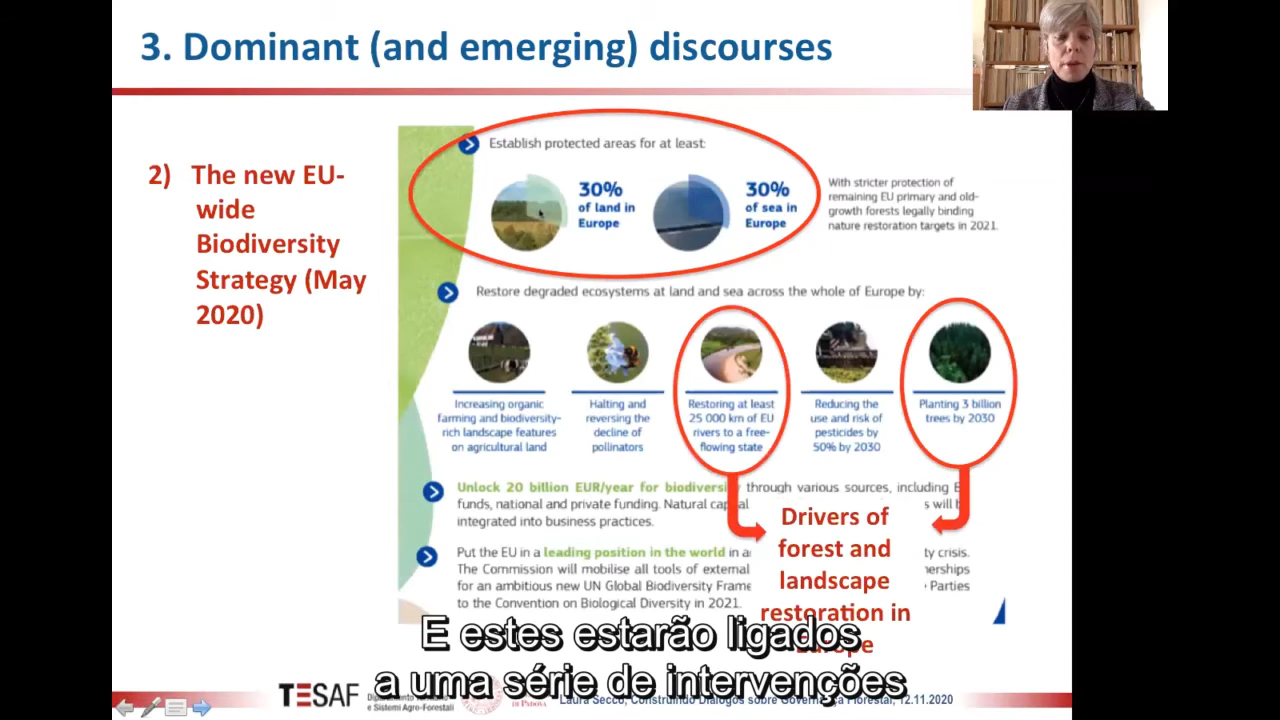 3. Dominant (and emerging) discourses
2) The new EU-
wide
Biodiversity
Strategy (May
2020)
Establish protected areas for at least:
30%
of land in
Europe
30%
of sea in
Europe
With stricter protection of
remaining EU primary and old-
growth forests legally binding
nature restoration targets in 2021.
Restore degraded ecosystems at land and sea across the whole of Europe by:
Increasing organic
farming and biodiversity-
rich landscape features
on agricultural land
Halting and
reversing the
decline of
pollinators
Restoring at least
25 000 km of EU
rivers to a free-
flowing state
Reducing the
use and risk of
pesticides by
50% by 2030
Planting 3 billion
trees by 2030
Unlock 20 billion EUR/year for biodiversity through various sources, including
funds, national and private funding. Natural will
integrated into business practices.
Put the EU in a leading position in the world in crisis.
The Commission will mobilise all tools of external
for an ambitious new UN Global Biodiversity Parties
to the Convention on Biological Diversity in 2021.
Drivers of
forest and
landscape
restoration in
Europe
E estes estarão ligados
a uma série de intervenções
TESAF
e Sistemi Agro-Forestali
DI PADOVA
Laura Secco, Construindo Diálogos sobre Governança Florestal, 12.11.2020